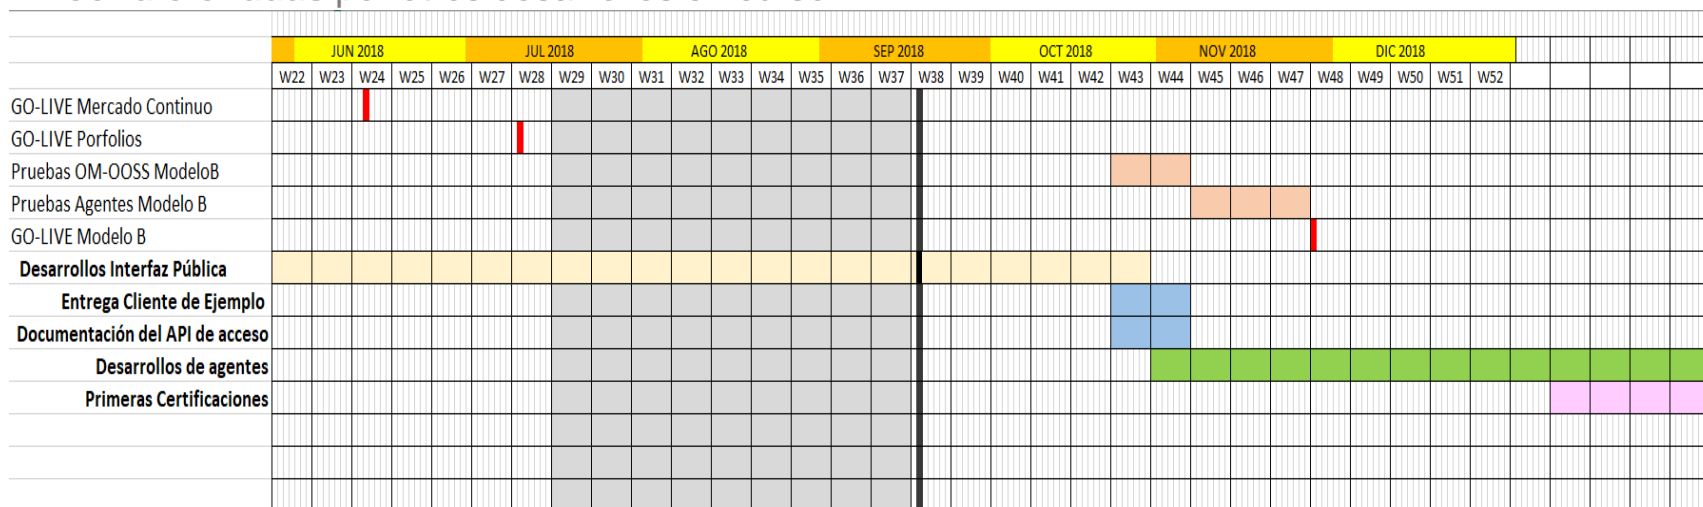 JUN 2018 JUL 2018 AGO 2018 SEP 2018 OCT 2018 NOV 2018 DIC 2018
W22 W23 W24 W25 W26 W27 W28 W29 W30 W31 W32 W33 W34 W35 W36 W37 W38 W39 W40 W41 W42 W43 W44 W45 W46 W47 W48 W49 W50 W51 W52
GO-LIVE Mercado Continuo
GO-LIVE Porfolios
Pruebas OM-OOSS ModeloB
Pruebas Agentes Modelo B
GO-LIVE Modelo B
Desarrollos Interfaz Pública
Entrega Cliente de Ejemplo
Documentación del API de acceso
Desarrollos de agentes
Primeras Certificaciones